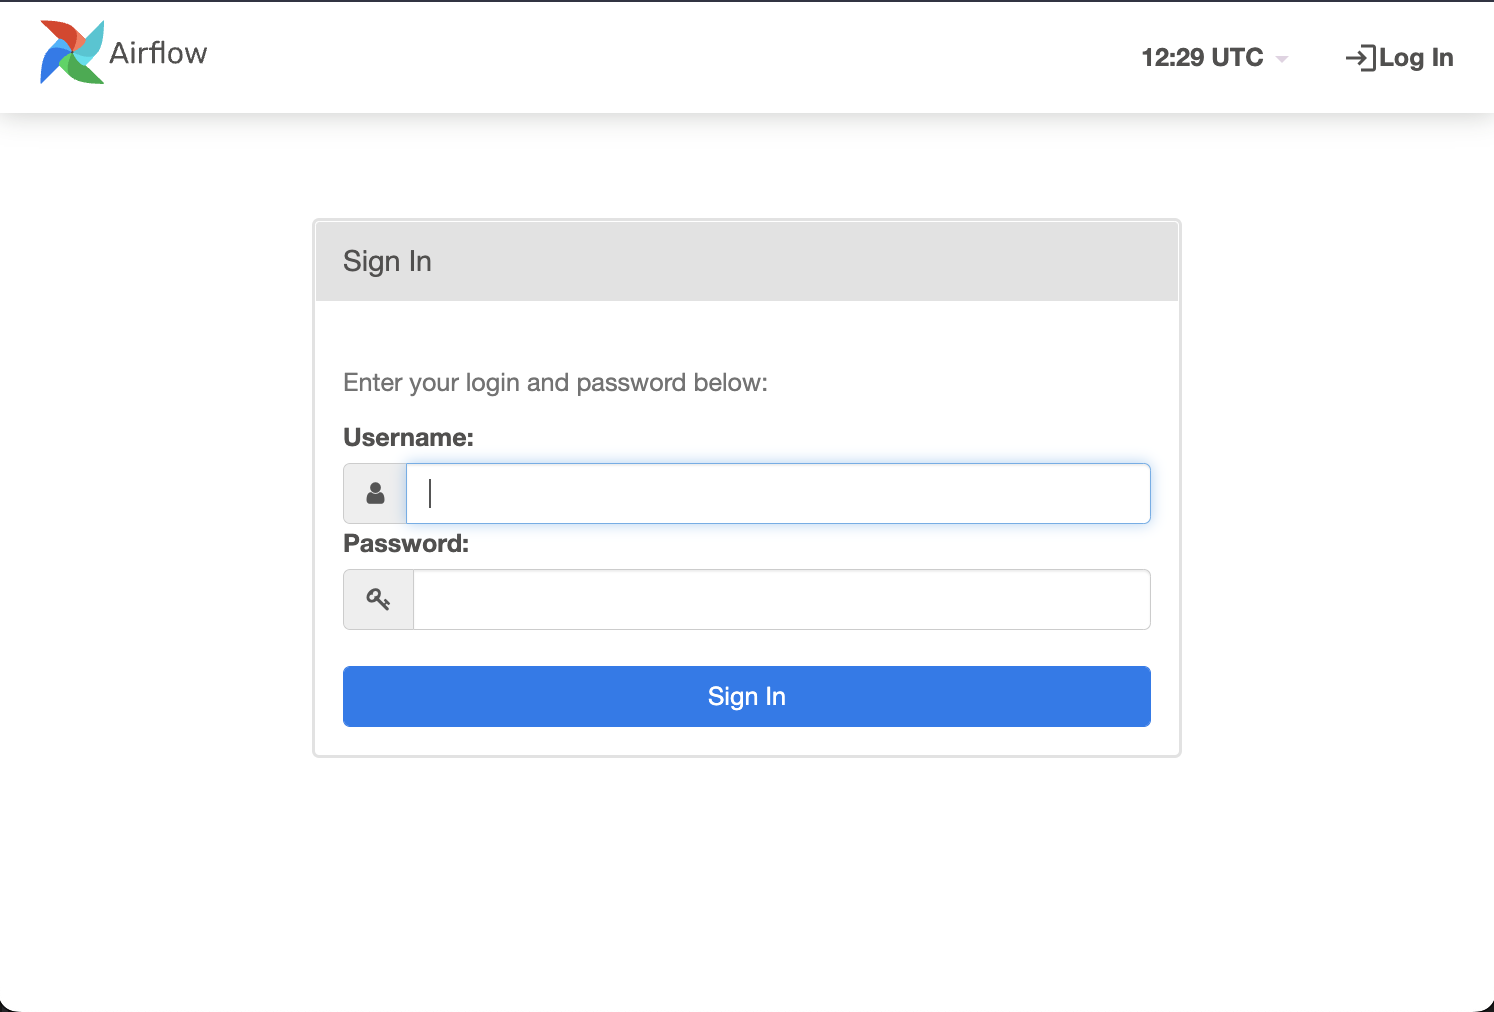 Airflow
12:29 UTC
Log In
Sign In
Enter your login and password below:
Username:
Password:
Sign In